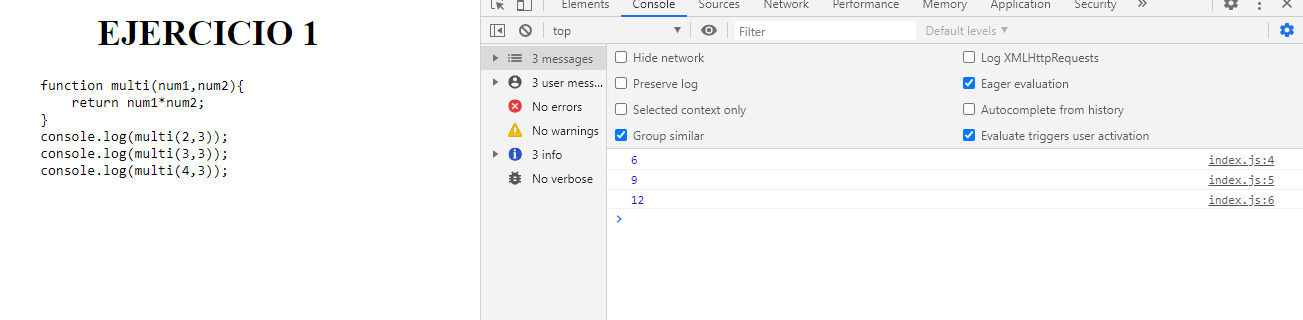 EJERCICIO 1
function multi(num1,num2){
    return num1*num2;
}
console.log(multi(2,3));
console.log(multi(3,3));
console.log(multi(4,3));
Elements Console Sources Network Performance Memory Application Security »
top Filter Default levels
3 messages
3 user mess...
No errors
No warnings
3 info
No verbose
Hide network Log XMLHttpRequests
Preserve log Eager evaluation
Selected context only Autocomplete from history
Group similar Evaluate triggers user activation
6 index.js:4
9 index.js:5
12 index.js:6
>